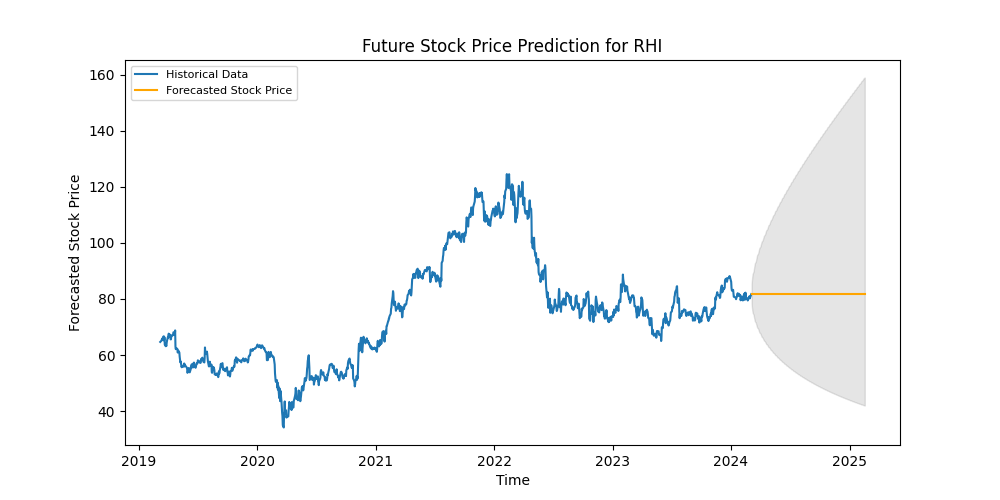 Future Stock Price Prediction for RHI
Historical Data
Forecasted Stock Price
Forecasted Stock Price
160
140
120
100
80
60
40
2019 2020 2021 2022 2023 2024 2025
Time